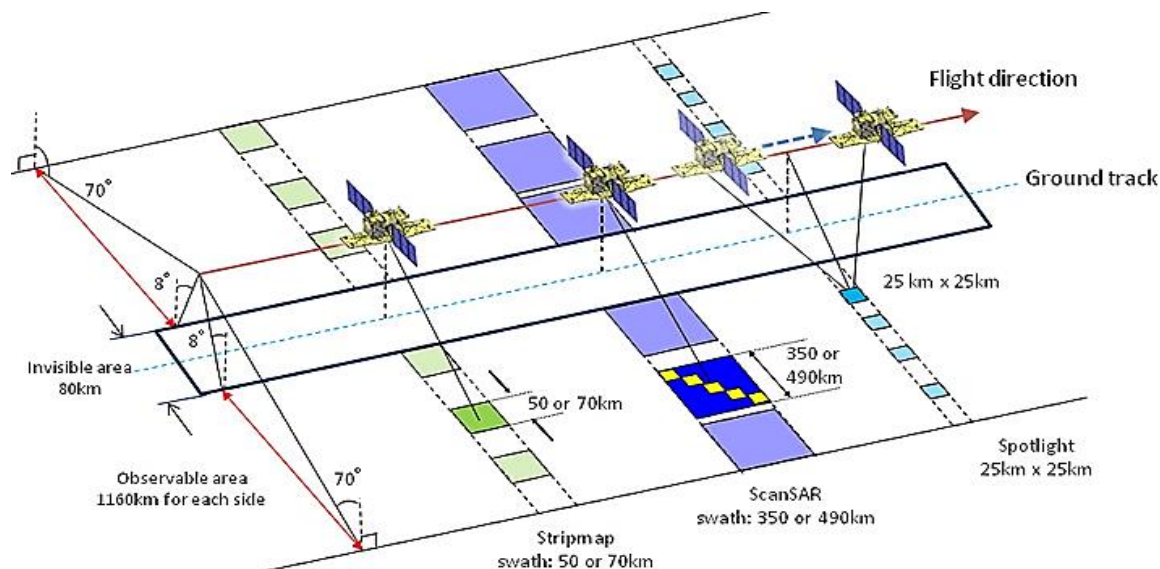 Flight direction
Ground track
70°
8°
8°
25 km x 25km
Invisible area
80km
350 or
490km
50 or 70km
Observable area
1160km for each side
70°
Spotlight
25km x 25km
ScanSAR
swath: 350 or 490km
Stripmap
swath: 50 or 70km